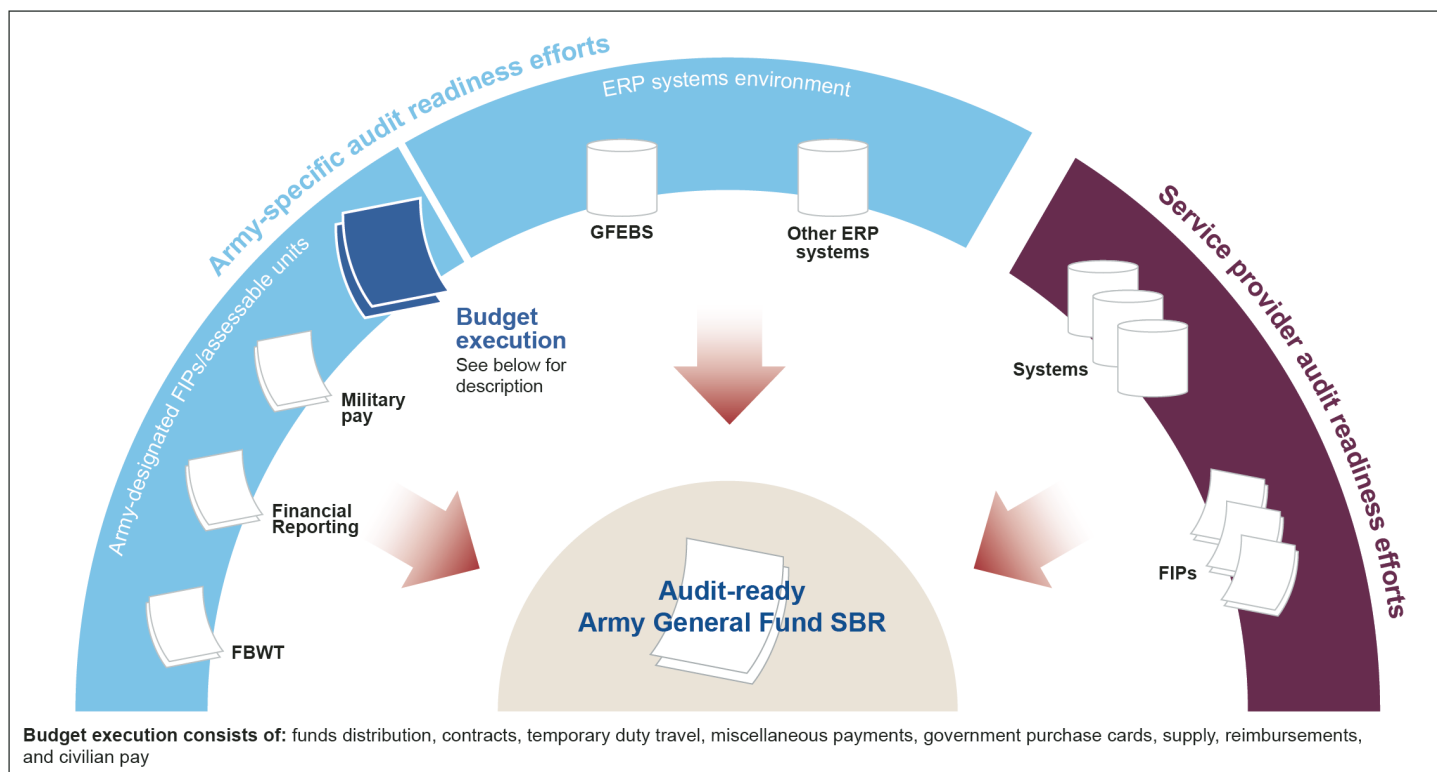 Army-specific audit readiness efforts
ERP systems environment
Army-designated FIPs/assessable units
Service provider audit readiness efforts
GFEBS
Other ERP
systems
Budget
execution
See below for
description
Military
pay
Financial
Reporting
FBWT
Systems
FIPs
Audit-ready
Army General Fund SBR
Budget execution consists of: funds distribution, contracts, temporary duty travel, miscellaneous payments, government purchase cards, supply, reimbursements,
and civilian pay